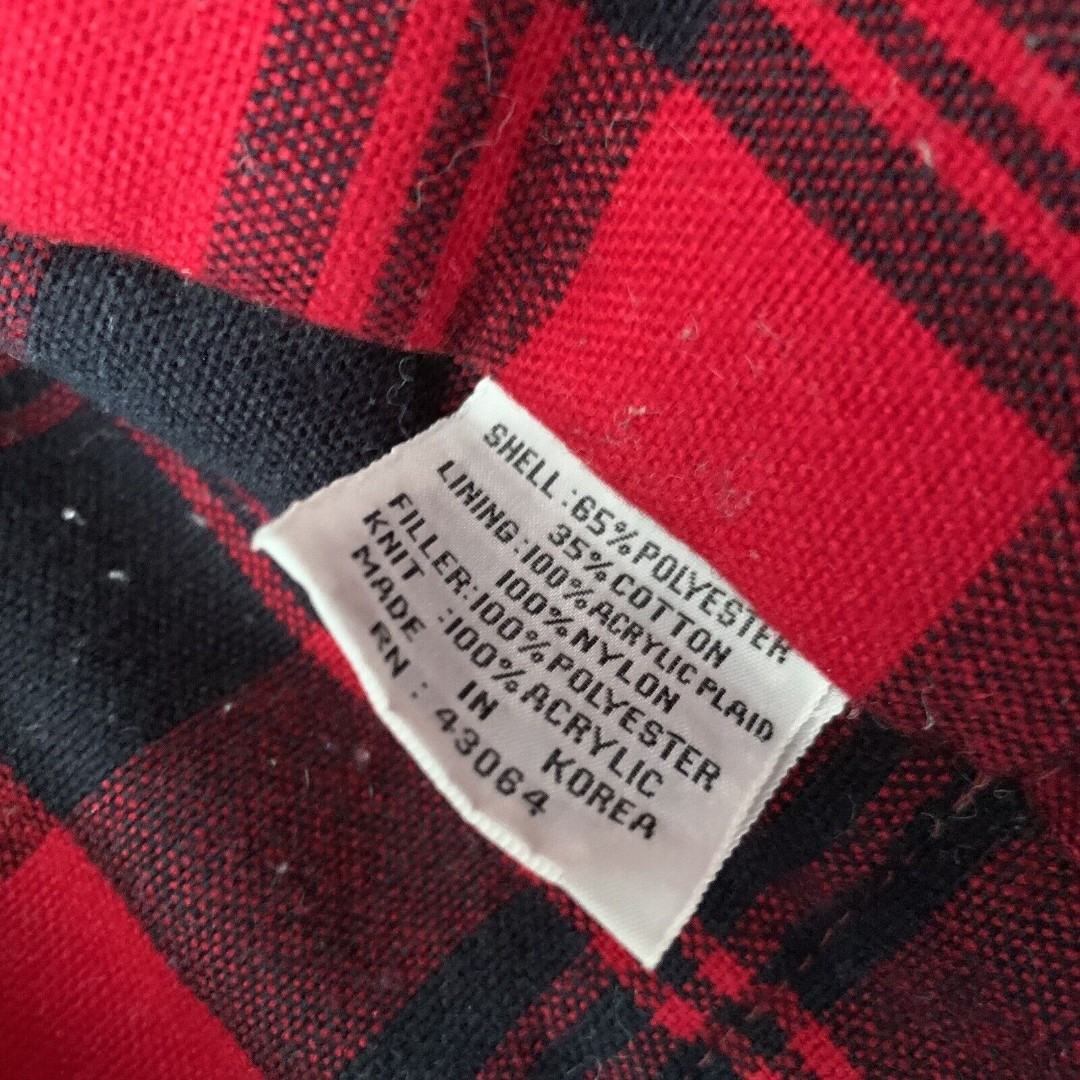 SHELL:65%POLYESTER
35%COTTON
LINING:100%ACRYLIC PLAID
100%NYLON
FILLER:100%POLYESTER
KNIT :100%ACRYLIC
MADE IN KOREA
RN: 43064